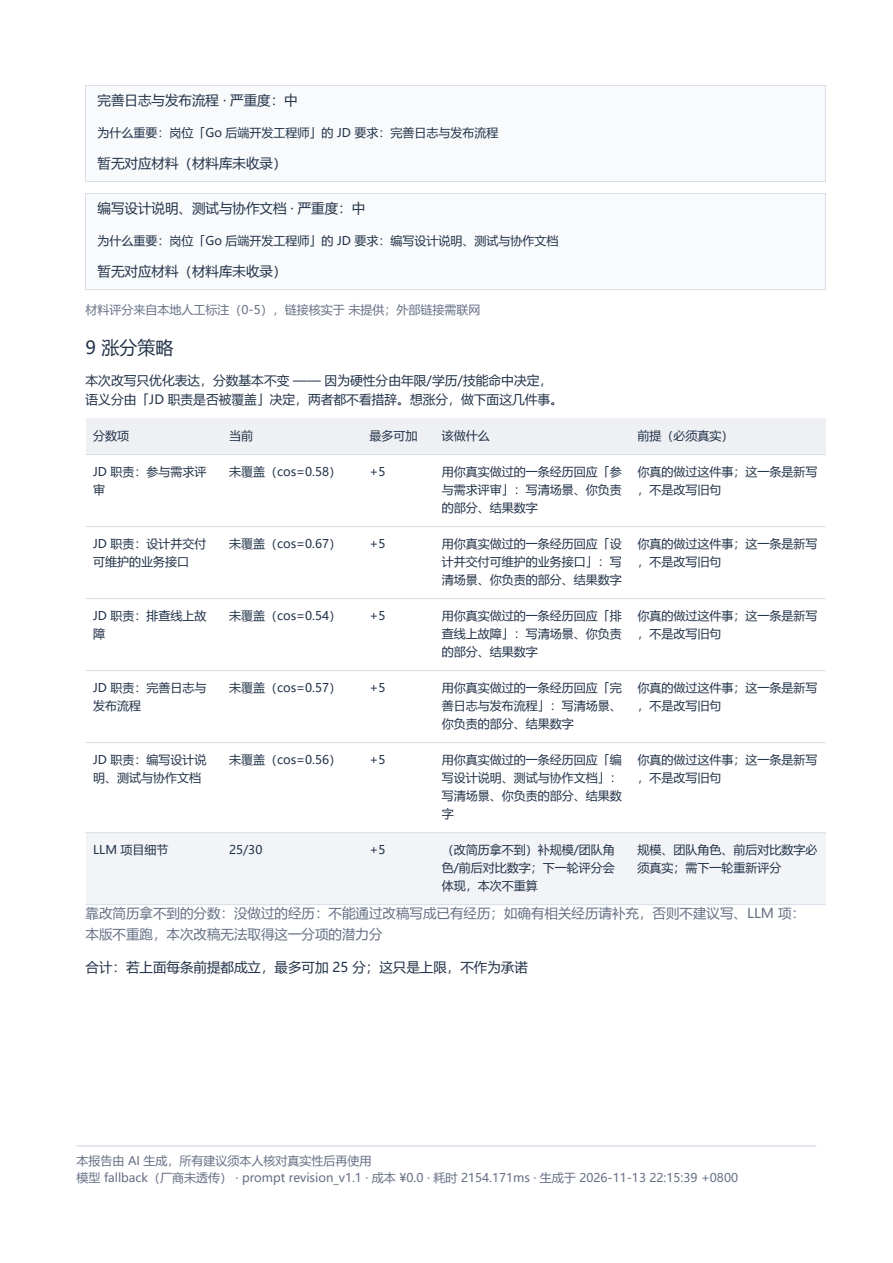 完善日志与发布流程 · 严重度：中
为什么重要：岗位「Go 后端开发工程师」的 JD 要求：完善日志与发布流程
暂无对应材料（材料库未收录）
编写设计说明、测试与协作文档 · 严重度：中
为什么重要：岗位「Go 后端开发工程师」的 JD 要求：编写设计说明、测试与协作文档
暂无对应材料（材料库未收录）
材料评分来自本地人工标注（0-5），链接核实于 未提供；外部链接需联网
9 涨分策略
本次改写只优化表达，分数基本不变 —— 因为硬性分由年限/学历/技能命中决定，
语义分由「JD 职责是否被覆盖」决定，两者都不看措辞。想涨分，做下面这几件事。
分数项 当前 最多可加 该做什么 前提（必须真实）
JD 职责：参与需求评
审
未覆盖（cos=0.58）
+5
用你真实做过的一条经历回应「参
与需求评审」：写清场景、你负责
的部分、结果数字
你真的做过这件事；这一条是新写
，不是改写旧句
JD 职责：设计并交付
可维护的业务接口
未覆盖（cos=0.67）
+5
用你真实做过的一条经历回应「设
计并交付可维护的业务接口」：写
清场景、你负责的部分、结果数字
你真的做过这件事；这一条是新写
，不是改写旧句
JD 职责：排查线上故
障
未覆盖（cos=0.54）
+5
用你真实做过的一条经历回应「排
查线上故障」：写清场景、你负责
的部分、结果数字
你真的做过这件事；这一条是新写
，不是改写旧句
JD 职责：完善日志与
发布流程
未覆盖（cos=0.57）
+5
用你真实做过的一条经历回应「完
善日志与发布流程」：写清场景、
你负责的部分、结果数字
你真的做过这件事；这一条是新写
，不是改写旧句
JD 职责：编写设计说
明、测试与协作文档
未覆盖（cos=0.56）
+5
用你真实做过的一条经历回应「编
写设计说明、测试与协作文档」：
写清场景、你负责的部分、结果数
字
你真的做过这件事；这一条是新写
，不是改写旧句
LLM 项目细节
25/30
+5
（改简历拿不到）补规模/团队角
色/前后对比数字；下一轮评分会
体现，本次不重算
规模、团队角色、前后对比数字必
须真实；需下一轮重新评分
靠改简历拿不到的分数：没做过的经历：不能通过改稿写成已有经历；如确有相关经历请补充，否则不建议写、LLM 项：
本版不重跑，本次改稿无法取得这一分项的潜力分
合计：若上面每条前提都成立，最多可加 25 分；这只是上限，不作为承诺
本报告由 AI 生成，所有建议须本人核对真实性后再使用
模型 fallback（厂商未透传） · prompt revision_v1.1 · 成本 ¥0.0 · 耗时 2154.171ms · 生成于 2026-11-13 22:15:39 +0800